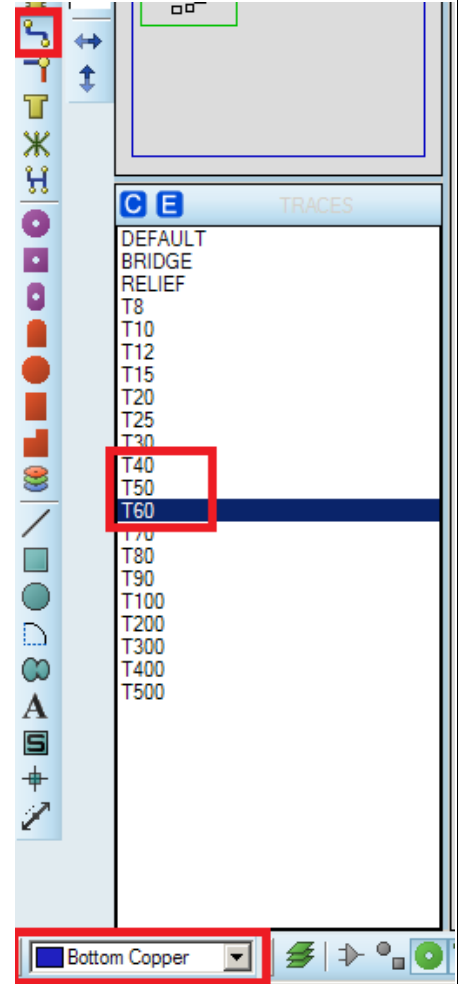 C E TRACES
DEFAULT
BRIDGE
RELIEF
T8
T10
T12
T15
T20
T25
T30
T40
T50
T60
T70
T80
T90
T100
T200
T300
T400
T500
A
S
Bottom Copper